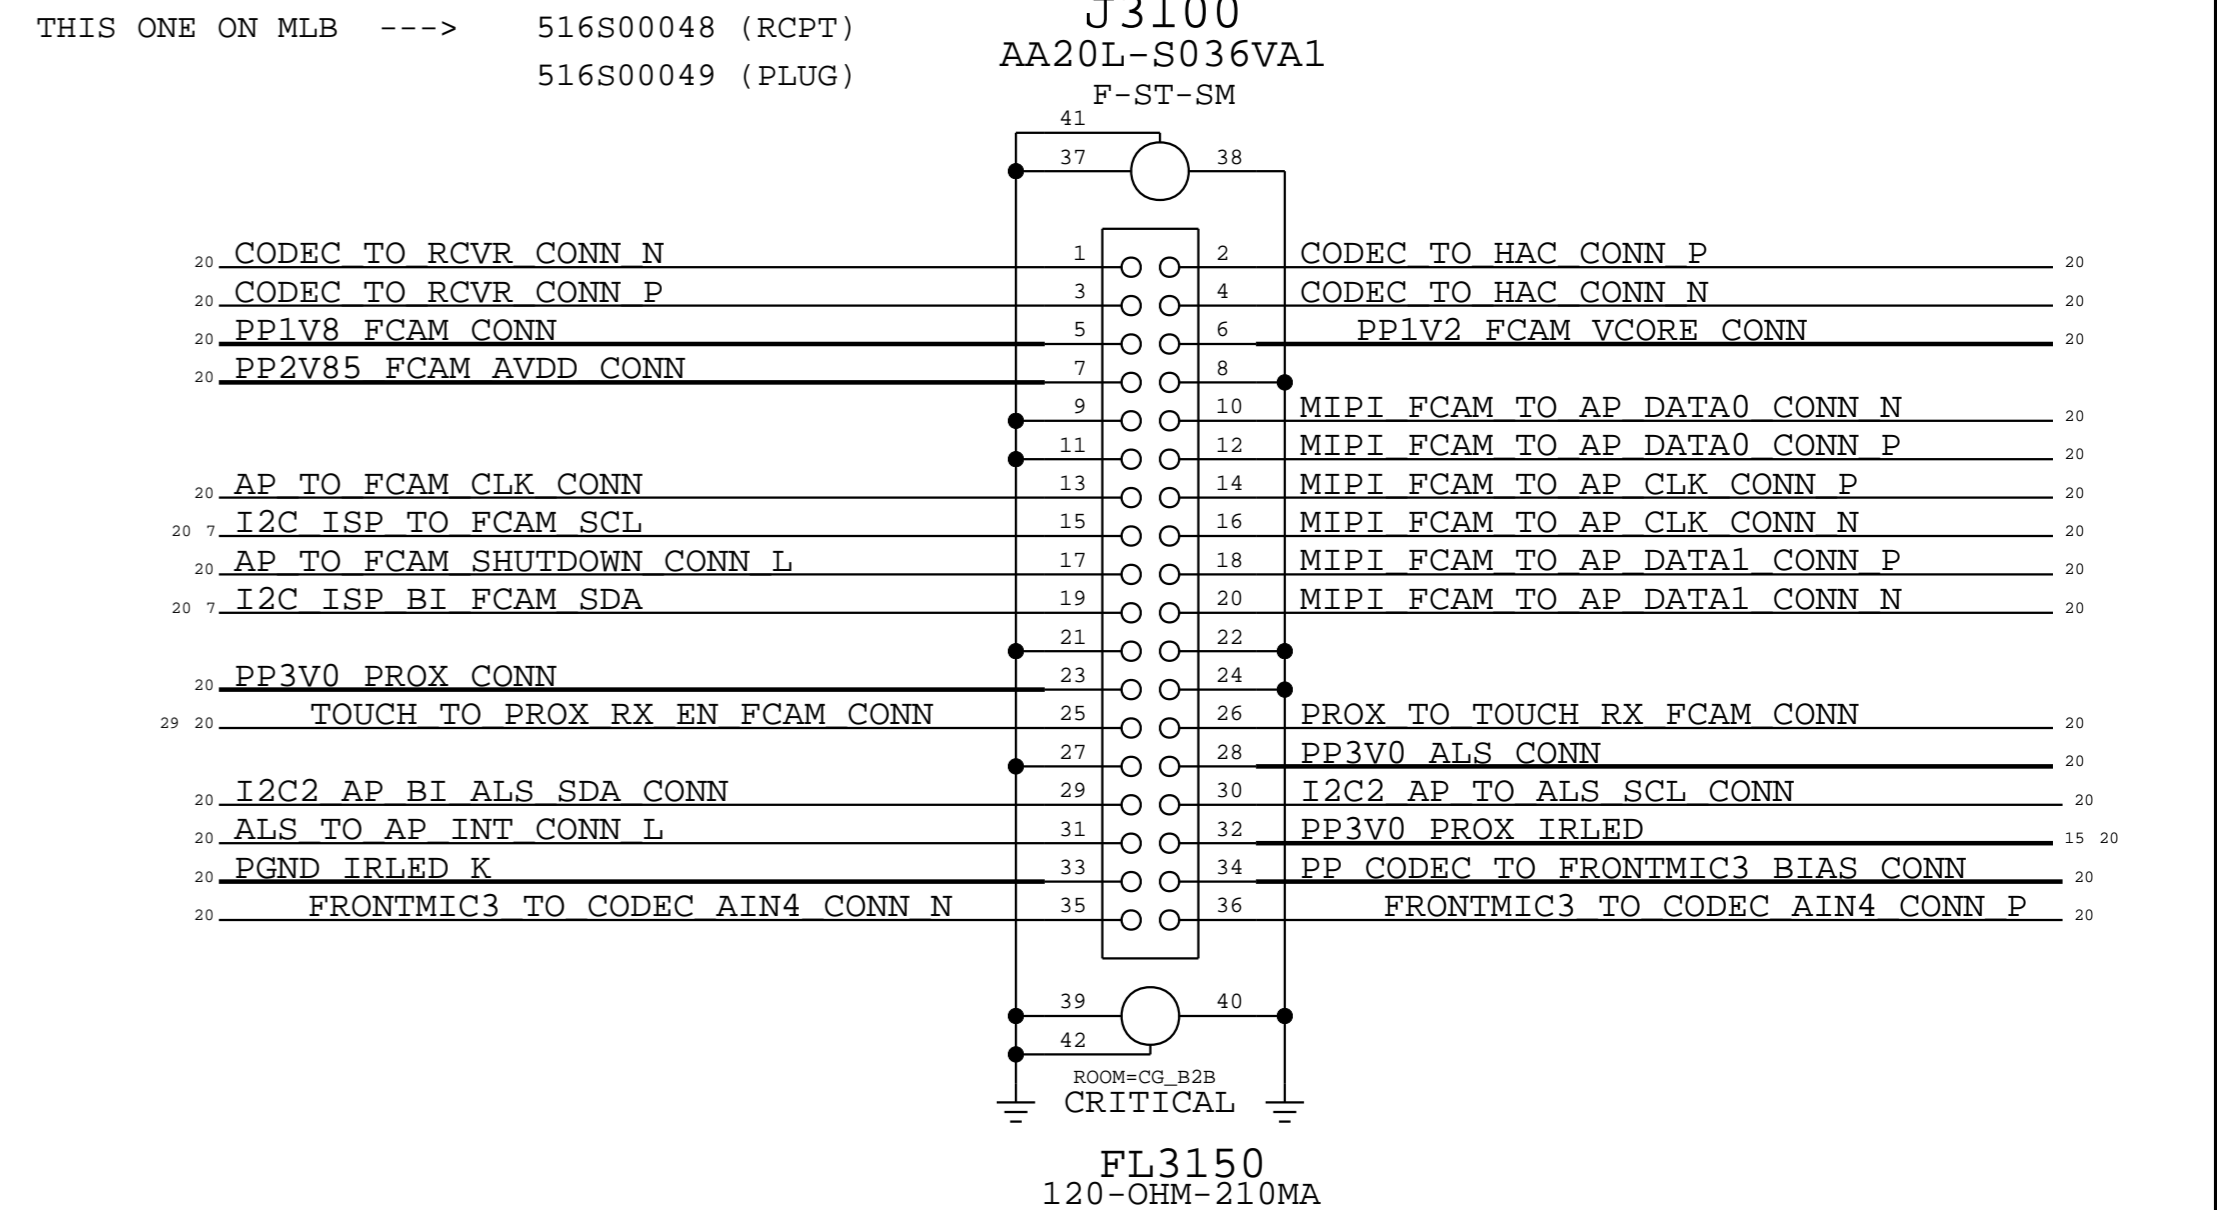 J3100
THIS ONE ON MLB ---> 516S00048 (RCPT)
AA20L-S036VA1
516S00049 (PLUG)
F-ST-SM
41
37 38
20 CODEC_TO_RCVR_CONN_N 1 2 CODEC_TO_HAC_CONN_P 20
20 CODEC_TO_RCVR_CONN_P 3 4 CODEC_TO_HAC_CONN_N 20
20 PP1V8_FCAM_CONN 5 6 PP1V2_FCAM_VCORE_CONN 20
20 PP2V85_FCAM_AVDD_CONN 7 8
9 10 MIPI_FCAM_TO_AP_DATA0_CONN_N 20
11 12 MIPI_FCAM_TO_AP_DATA0_CONN_P 20
20 AP_TO_FCAM_CLK_CONN 13 14 MIPI_FCAM_TO_AP_CLK_CONN_P 20
20 7 I2C_ISP_TO_FCAM_SCL 15 16 MIPI_FCAM_TO_AP_CLK_CONN_N 20
20 AP_TO_FCAM_SHUTDOWN_CONN_L 17 18 MIPI_FCAM_TO_AP_DATA1_CONN_P 20
20 7 I2C_ISP_BI_FCAM_SDA 19 20 MIPI_FCAM_TO_AP_DATA1_CONN_N 20
21 22
20 PP3V0_PROX_CONN 23 24
29 20 TOUCH_TO_PROX_RX_EN_FCAM_CONN 25 26 PROX_TO_TOUCH_RX_FCAM_CONN 20
27 28 PP3V0_ALS_CONN 20
20 I2C2_AP_BI_ALS_SDA_CONN 29 30 I2C2_AP_TO_ALS_SCL_CONN 20
20 ALS_TO_AP_INT_CONN_L 31 32 PP3V0_PROX_IRLED 15 20
20 PGND_IRLED_K 33 34 PP_CODEC_TO_FRONTMIC3_BIAS_CONN 20
20 FRONTMIC3_TO_CODEC_AIN4_CONN_N 35 36 FRONTMIC3_TO_CODEC_AIN4_CONN_P 20
39 40
42
ROOM=CG_B2B
CRITICAL
FL3150
120-OHM-210MA